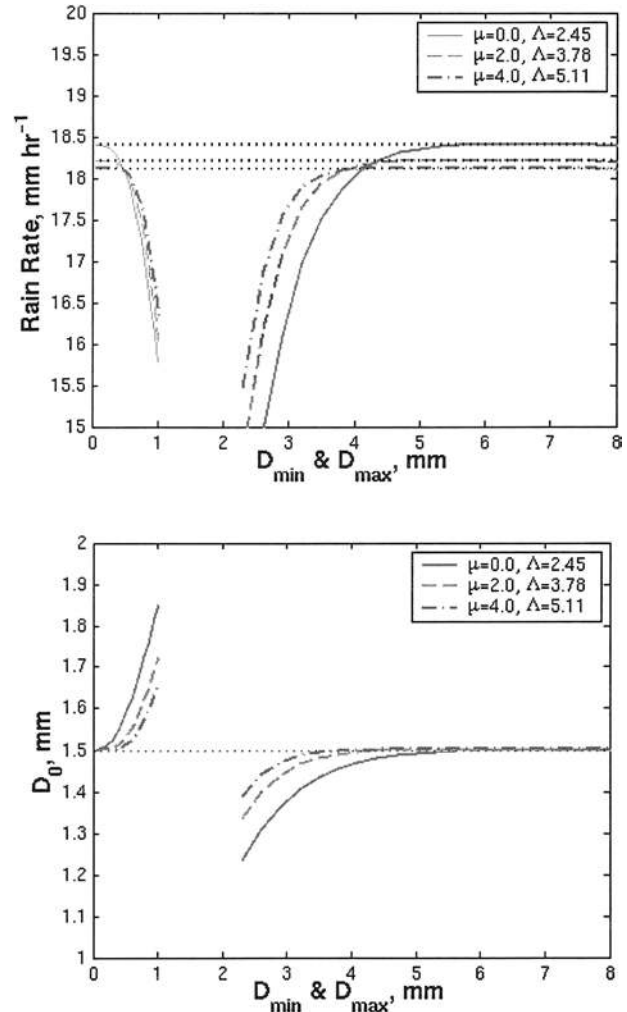 20
19.5
19
18.5
18
17.5
17
16.5
16
15.5
15
Rain Rate, mm hr⁻¹
μ=0.0, Λ=2.45
μ=2.0, Λ=3.78
μ=4.0, Λ=5.11
0 1 2 3 4 5 6 7 8
D_min & D_max, mm
2
1.9
1.8
1.7
1.6
1.5
1.4
1.3
1.2
1.1
1
D₀, mm
μ=0.0, Λ=2.45
μ=2.0, Λ=3.78
μ=4.0, Λ=5.11
0 1 2 3 4 5 6 7 8
D_min & D_max, mm